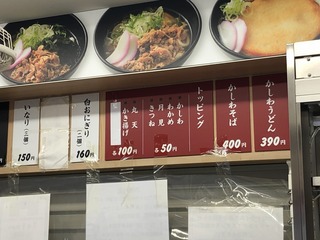 かしわうどん 390円
かしわそば 400円
トッピング
かしわ
わかめ
月見
きつね
各50円
丸天
かき揚げ
各100円
白おにぎり(二個) 160円
いなり(二個) 150円